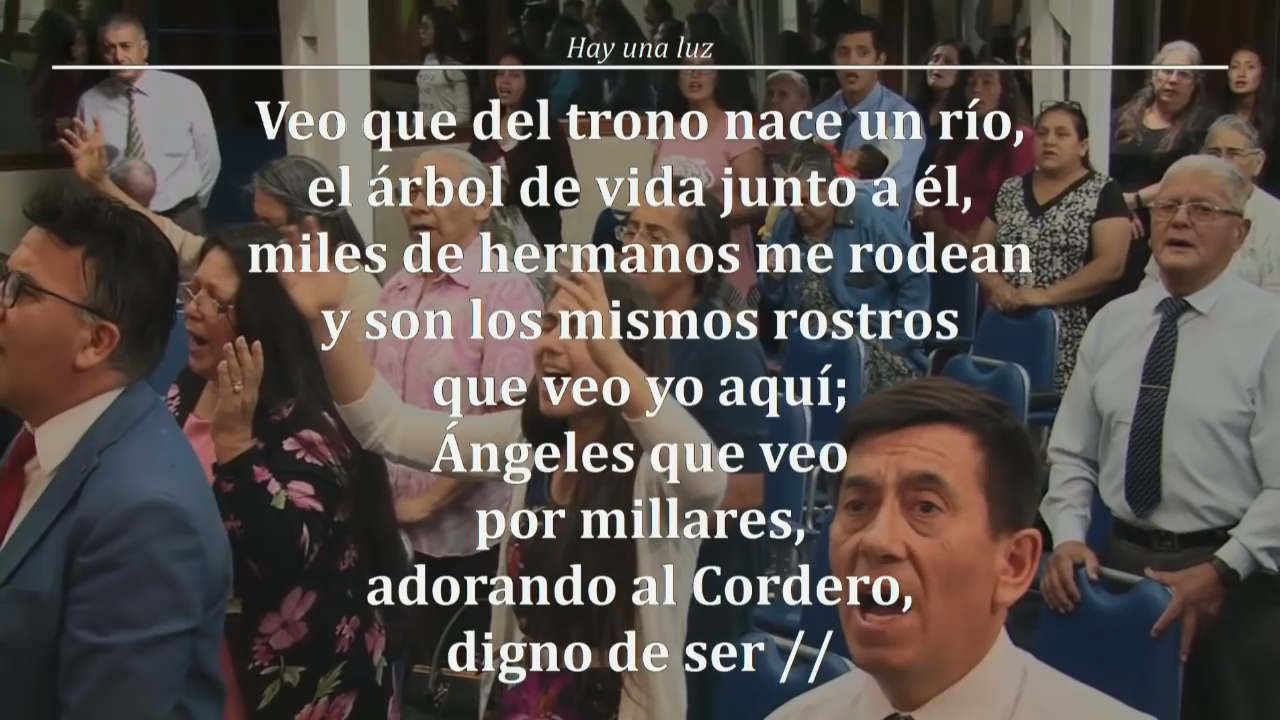 Hay una luz
Veo que del trono nace un río,
el árbol de vida junto a él,
miles de hermanos me rodean
y son los mismos rostros
que veo yo aquí;
Ángeles que veo
por millares,
adorando al Cordero,
digno de ser //